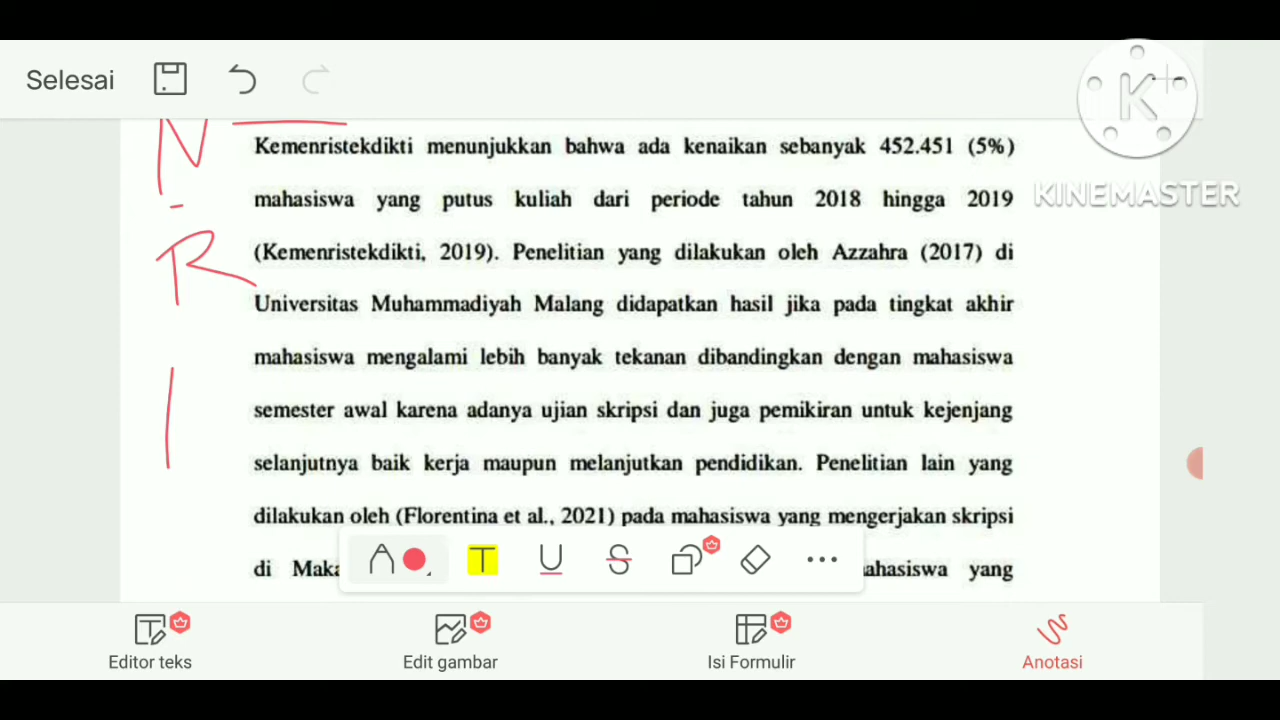 Selesai
KINEMASTER
N
R
I
Kemenristekdikti menunjukkan bahwa ada kenaikan sebanyak 452.451 (5%)
mahasiswa yang putus kuliah dari periode tahun 2018 hingga 2019
(Kemenristekdikti, 2019). Penelitian yang dilakukan oleh Azzahra (2017) di
Universitas Muhammadiyah Malang didapatkan hasil jika pada tingkat akhir
mahasiswa mengalami lebih banyak tekanan dibandingkan dengan mahasiswa
semester awal karena adanya ujian skripsi dan juga pemikiran untuk kejenjang
selanjutnya baik kerja maupun melanjutkan pendidikan. Penelitian lain yang
dilakukan oleh (Florentina et al., 2021) pada mahasiswa yang mengerjakan skripsi
di yang
Editor teks
Edit gambar
Isi Formulir
Anotasi